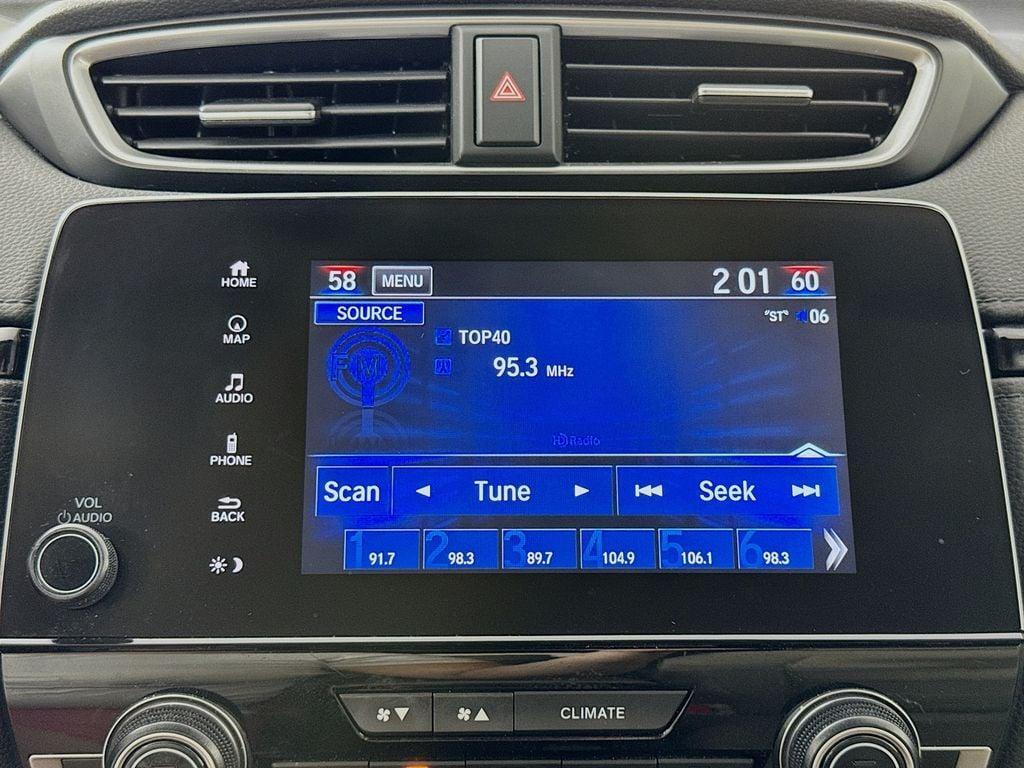 HOME
MAP
AUDIO
PHONE
BACK
VOL
AUDIO
58 MENU 2 01 60
SOURCE "ST" 06
FM
TOP40
95.3 MHz
HD Radio
Scan Tune Seek
1 91.7 2 98.3 3 89.7 4 104.9 5 106.1 6 98.3
CLIMATE